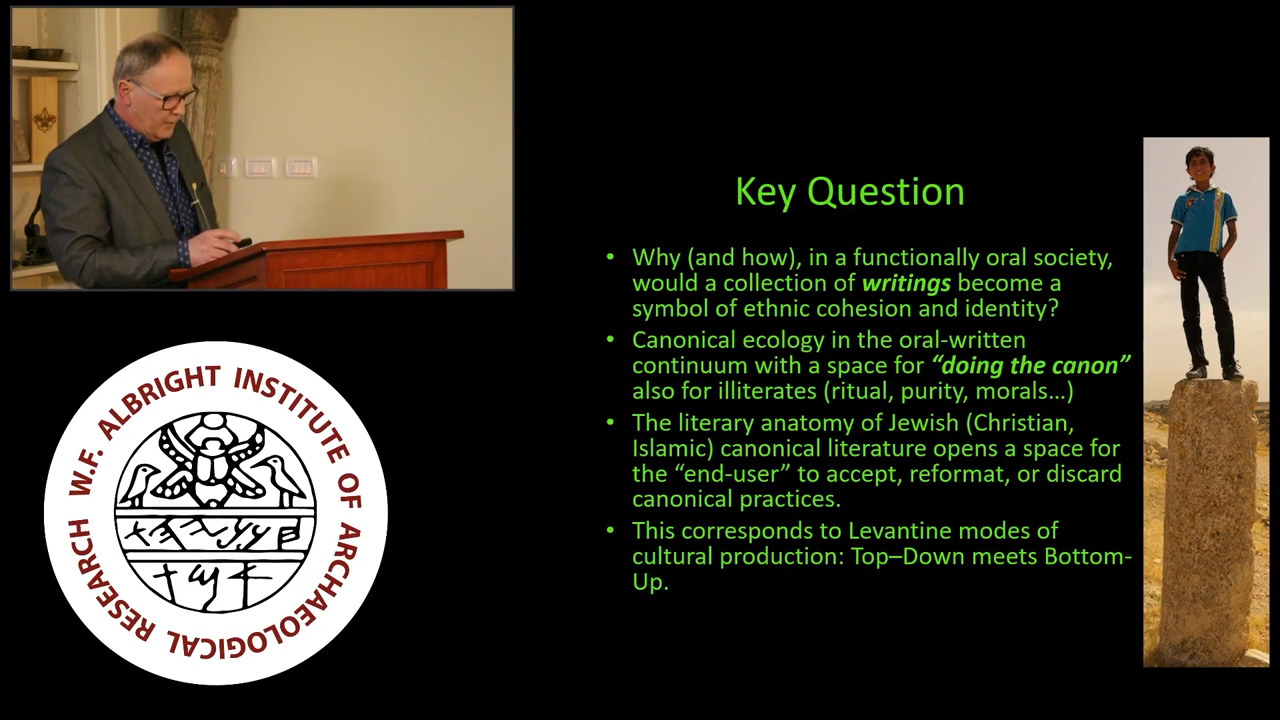 W.F. ALBRIGHT INSTITUTE OF ARCHAEOLOGICAL RESEARCH
Key Question
• Why (and how), in a functionally oral society,
would a collection of writings become a
symbol of ethnic cohesion and identity?
• Canonical ecology in the oral-written
continuum with a space for “doing the canon”
also for illiterates (ritual, purity, morals…)
• The literary anatomy of Jewish (Christian,
Islamic) canonical literature opens a space for
the “end-user” to accept, reformat, or discard
canonical practices.
• This corresponds to Levantine modes of
cultural production: Top–Down meets Bottom-
Up.